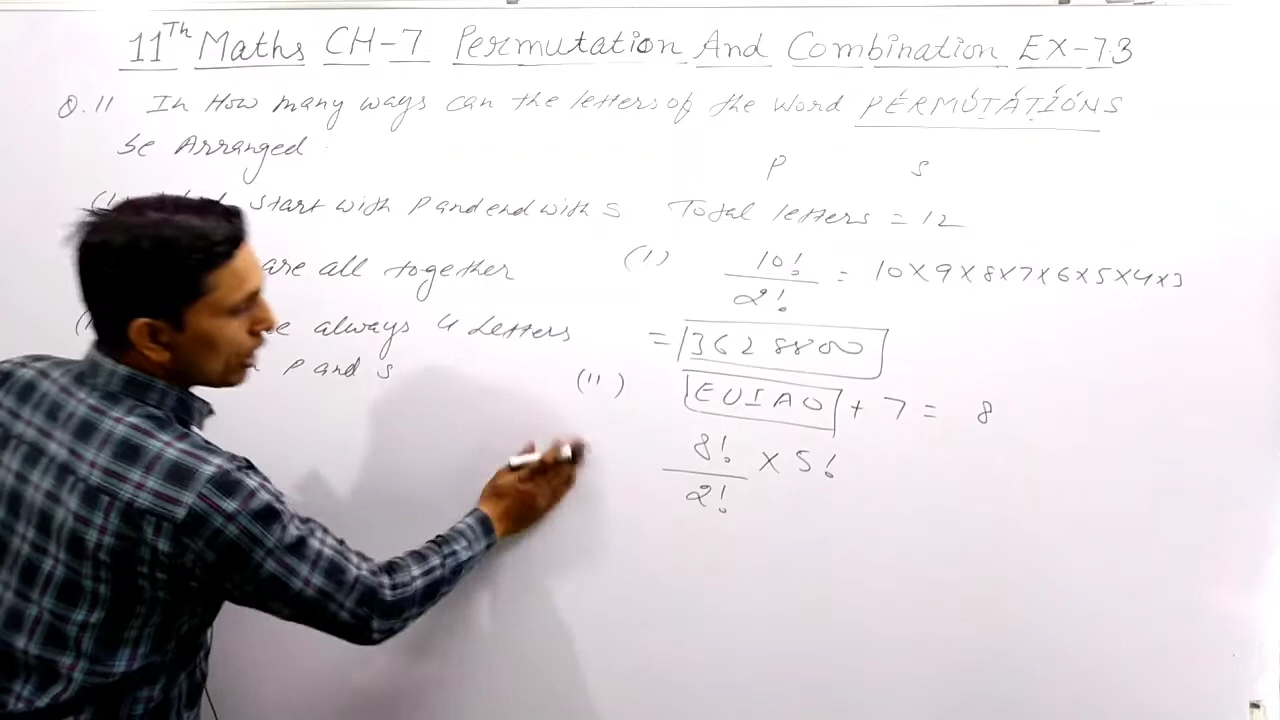 11Th Maths CH-7 Permutation And Combination EX-7.3
Q.11 In How many ways can the letters of the Word PERMUTATIONS
be Arranged
start with P and end with S
are all together
always 4 Letters
P and S
P S
Total letters = 12
(i) 10!/2! = 10×9×8×7×6×5×4×3
= 3628800
(ii) EUIAO + 7 = 8
8!/2! × 5!